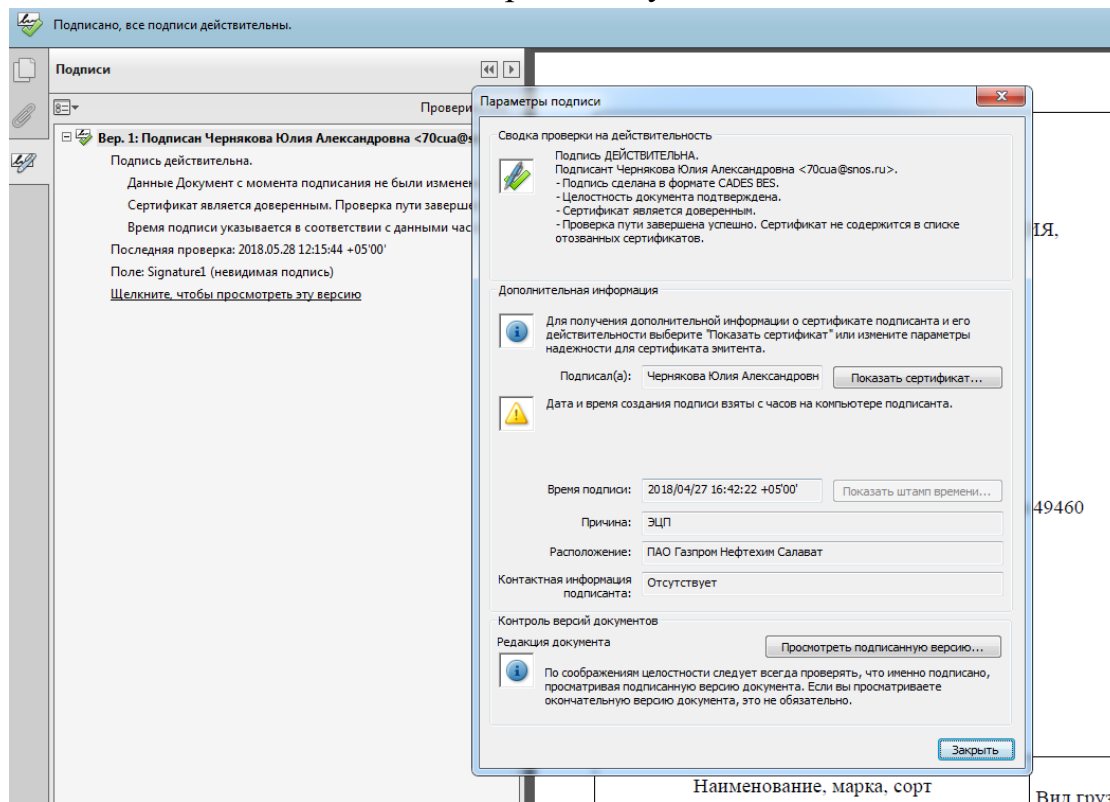 Подписано, все подписи действительны.
Подписи
Вер. 1: Подписан Чернякова Юлия Александровна <70cua@s
Подпись действительна.
Данные Документ с момента подписания не были изменен
Сертификат является доверенным. Проверка пути заверше
Время подписи указывается в соответствии с данными час
Последняя проверка: 2018.05.28 12:15:44 +05'00'
Поле: Signature1 (невидимая подпись)
Щелкните, чтобы просмотреть эту версию
Параметры подписи
Сводка проверки на действительность
Подпись ДЕЙСТВИТЕЛЬНА.
Подписант Чернякова Юлия Александровна <70cua@snos.ru>.
- Подпись сделана в формате CADES BES.
- Целостность документа подтверждена.
- Сертификат является доверенным.
- Проверка пути завершена успешно. Сертификат не содержится в списке
отозванных сертификатов.
Дополнительная информация
Для получения дополнительной информации о сертификате подписанта и его
действительности выберите "Показать сертификат" или измените параметры
надежности для сертификата эмитента.
Подписал(а): Чернякова Юлия Александровн Показать сертификат...
Дата и время создания подписи взяты с часов на компьютере подписанта.
Время подписи: 2018/04/27 16:42:22 +05'00' Показать штамп времени...
Причина: ЭЦП
Расположение: ПАО Газпром Нефтехим Салават
Контактная информация
подписанта: Отсутствует
Контроль версий документов
Редакция документа Просмотреть подписанную версию...
По соображениям целостности следует всегда проверять, что именно подписано,
просматривая подписанную версию документа. Если вы просматриваете
окончательную версию документа, это не обязательно.
Закрыть
ИЯ,
49460
Наименование, марка, сорт
Вид груз